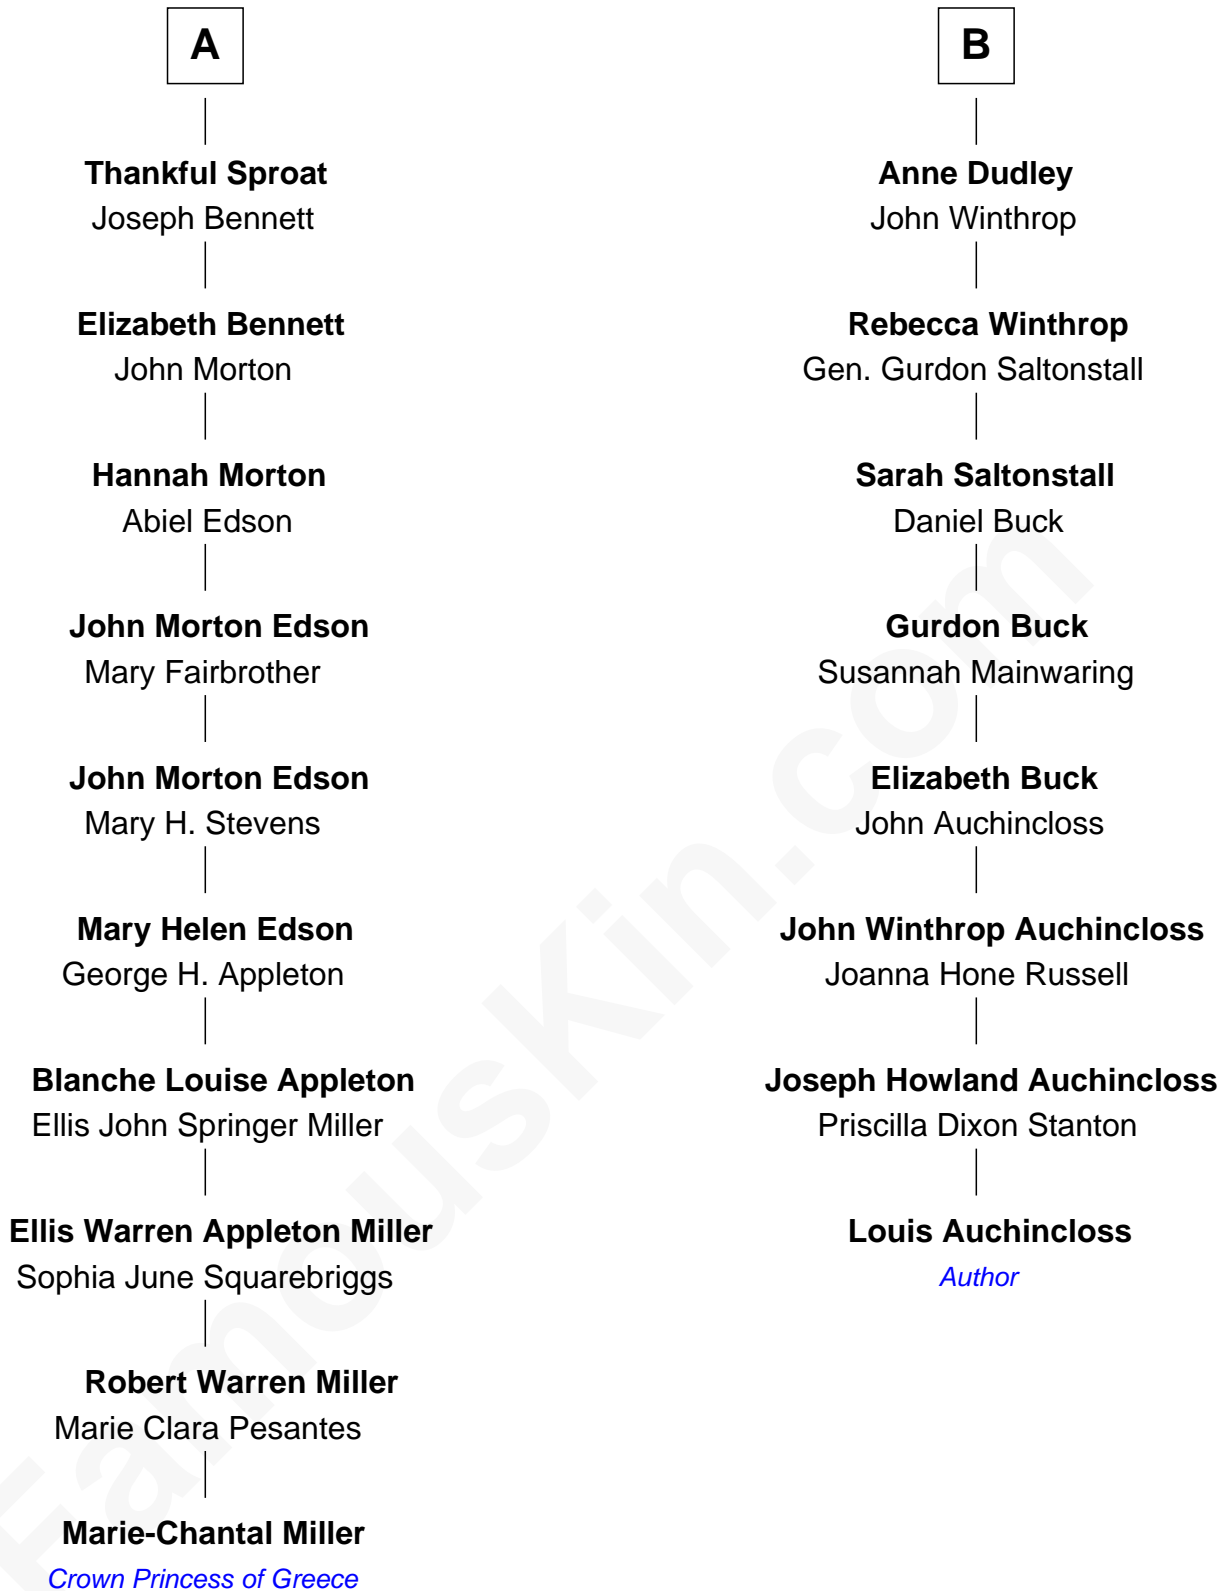 A
Thankful Sproat
Joseph Bennett
Elizabeth Bennett
John Morton
Hannah Morton
Abiel Edson
John Morton Edson
Mary Fairbrother
John Morton Edson
Mary H. Stevens
Mary Helen Edson
George H. Appleton
Blanche Louise Appleton
Ellis John Springer Miller
Ellis Warren Appleton Miller
Sophia June Squarebriggs
Robert Warren Miller
Marie Clara Pesantes
Marie-Chantal Miller
Crown Princess of Greece
B
Anne Dudley
John Winthrop
Rebecca Winthrop
Gen. Gurdon Saltonstall
Sarah Saltonstall
Daniel Buck
Gurdon Buck
Susannah Mainwaring
Elizabeth Buck
John Auchincloss
John Winthrop Auchincloss
Joanna Hone Russell
Joseph Howland Auchincloss
Priscilla Dixon Stanton
Louis Auchincloss
Author
FamousKin.com